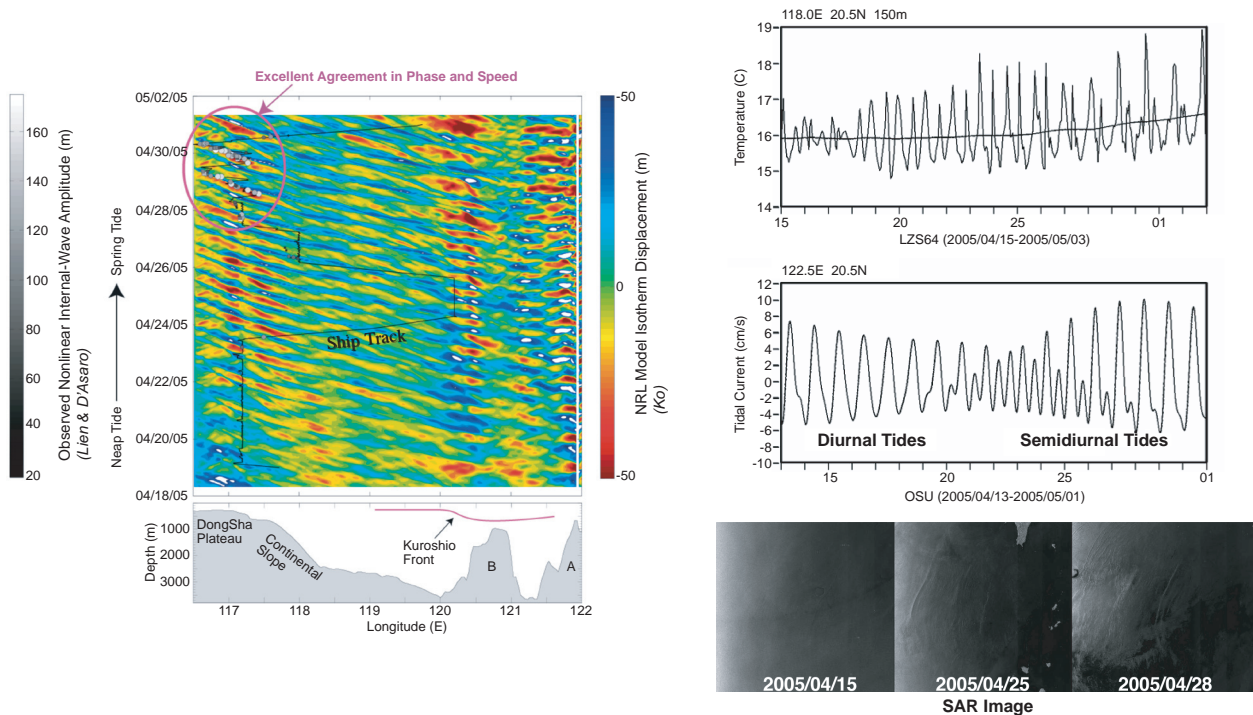 Excellent Agreement in Phase and Speed
Observed Nonlinear Internal-Wave Amplitude (m)
(Lien & D'Asaro)
160
140
120
100
80
60
40
20
Neap Tide
Spring Tide
05/02/05
04/30/05
04/28/05
04/26/05
04/24/05
04/22/05
04/20/05
04/18/05
Ship Track
-50
0
-50
NRL Model Isotherm Displacement (m)
(Ko)
Depth (m)
1000
2000
3000
DongSha
Plateau
Continental
Slope
Kuroshio
Front
B
A
117
118
119
120
121
122
Longitude (E)
118.0E 20.5N 150m
Temperature (C)
19
18
17
16
15
14
15
20
25
01
LZS64 (2005/04/15-2005/05/03)
122.5E 20.5N
Tidal Current (cm/s)
12
10
8
6
4
2
0
-2
-4
-6
-8
-10
Diurnal Tides
Semidiurnal Tides
15
20
25
01
OSU (2005/04/13-2005/05/01)
2005/04/15
2005/04/25
2005/04/28
SAR Image